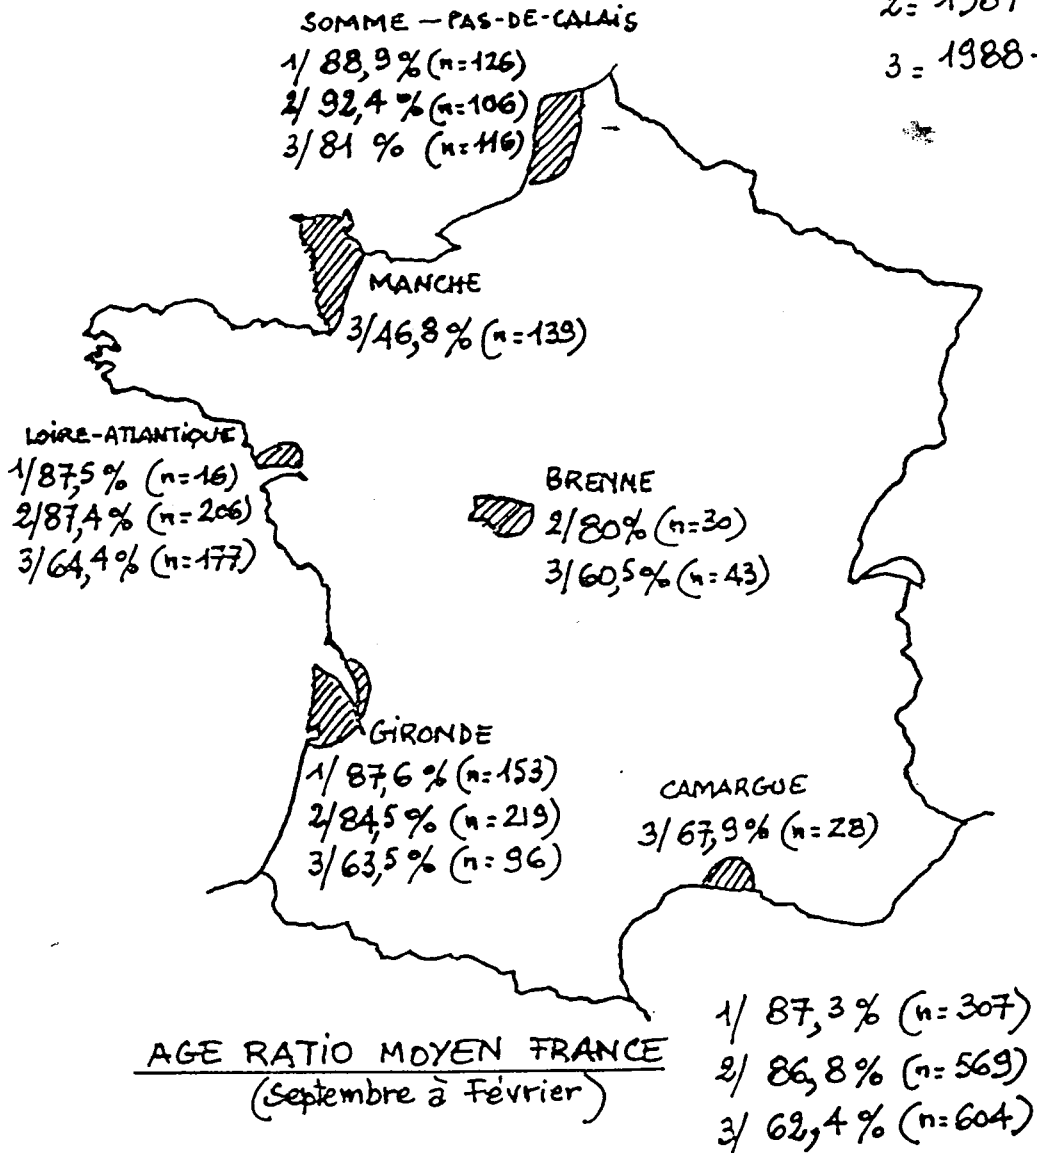 SOMME — PAS-DE-CALAIS
1/ 88,9 % (n=126)
2/ 92,4 % (n=106)
3/ 81 % (n=116)
2= 1987
3= 1988-
MANCHE
3/46,8 % (n=139)
LOIRE-ATLANTIQUE
1/87,5 % (n=16)
2/87,4 % (n=206)
3/64,4 % (n=177)
BRENNE
2/80% (n=30)
3/60,5% (n=43)
GIRONDE
1/ 87,6 % (n=153)
2/84,5 % (n=219)
3/63,5 % (n=96)
CAMARGUE
3/67,9% (n=28)
AGE RATIO MOYEN FRANCE
(Septembre à Février)
1/ 87,3 % (n=307)
2/ 86,8 % (n=569)
3/ 62,4 % (n=604)